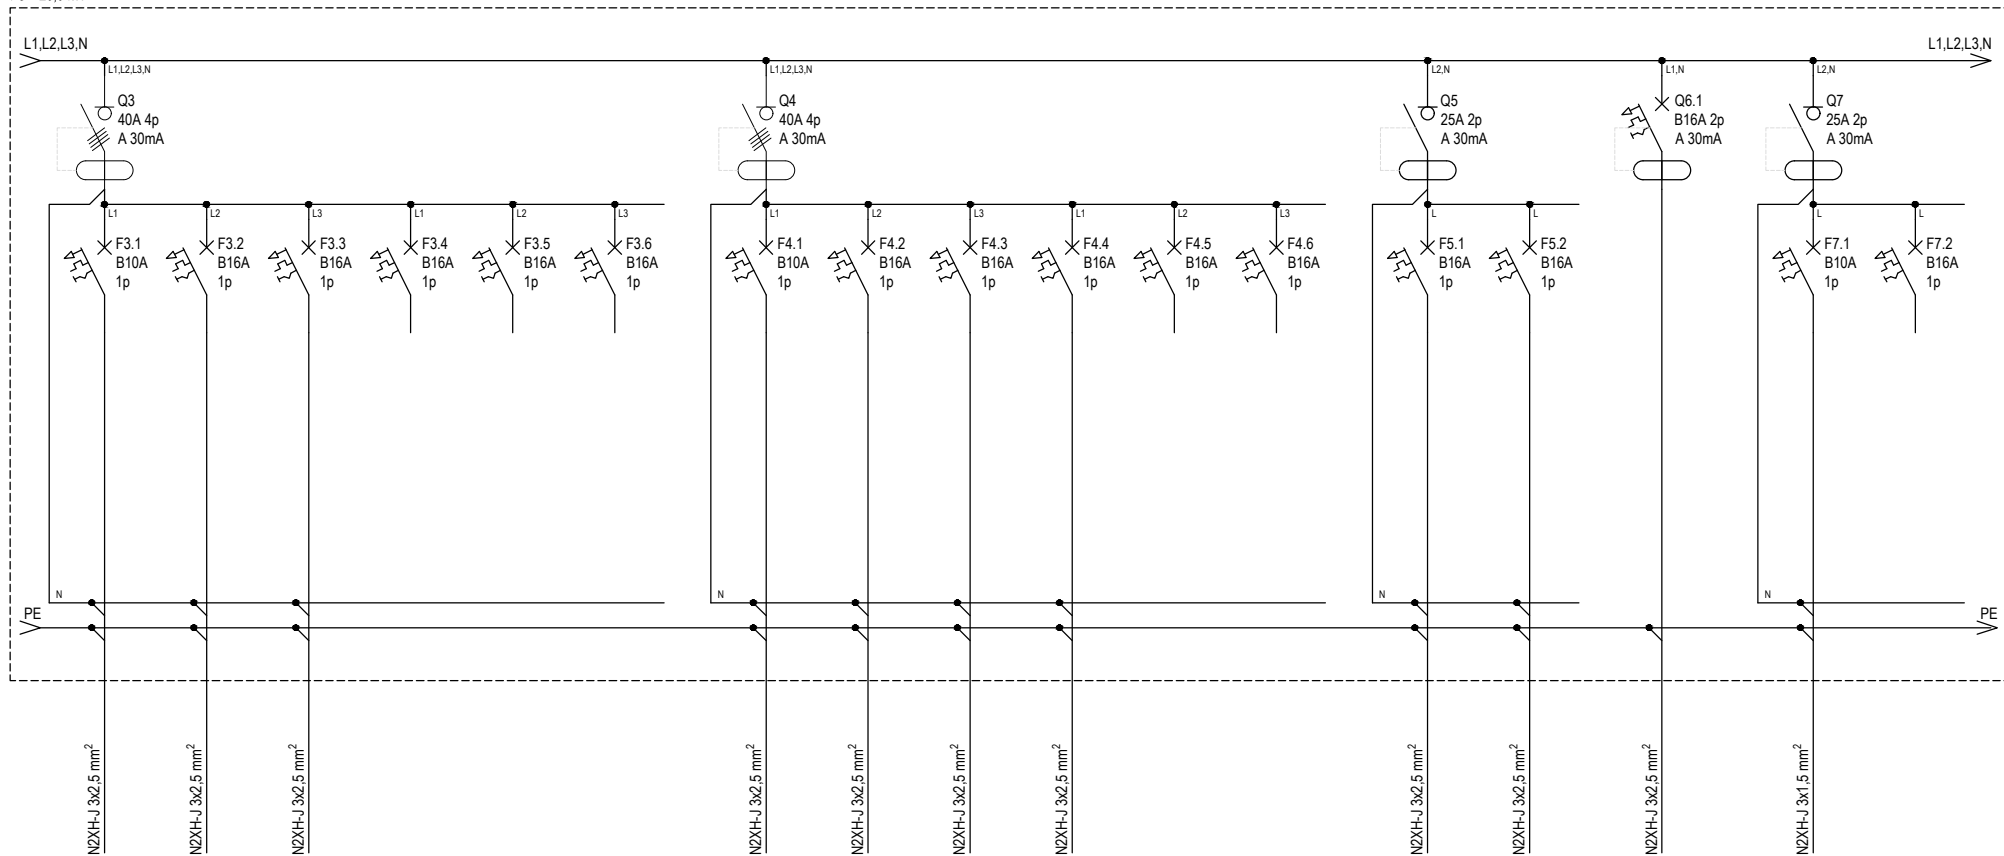 L1,L2,L3,N
L1,L2,L3,N
L1,L2,L3,N
L1,L2,L3,N
L2,N
L1,N
L2,N
Q3
40A 4p
A 30mA
Q4
40A 4p
A 30mA
Q5
25A 2p
A 30mA
Q6.1
B16A 2p
A 30mA
Q7
25A 2p
A 30mA
L1
L2
L3
L1
L2
L3
L1
L2
L3
L1
L2
L3
L
L
L
L
F3.1
B10A
1p
F3.2
B16A
1p
F3.3
B16A
1p
F3.4
B16A
1p
F3.5
B16A
1p
F3.6
B16A
1p
F4.1
B10A
1p
F4.2
B16A
1p
F4.3
B16A
1p
F4.4
B16A
1p
F4.5
B16A
1p
F4.6
B16A
1p
F5.1
B16A
1p
F5.2
B16A
1p
F7.1
B10A
1p
F7.2
B16A
1p
N
N
N
N
PE
PE
N2XH-J 3x2,5 mm²
N2XH-J 3x2,5 mm²
N2XH-J 3x2,5 mm²
N2XH-J 3x2,5 mm²
N2XH-J 3x2,5 mm²
N2XH-J 3x2,5 mm²
N2XH-J 3x2,5 mm²
N2XH-J 3x2,5 mm²
N2XH-J 3x2,5 mm²
N2XH-J 3x2,5 mm²
N2XH-J 3x1,5 mm²